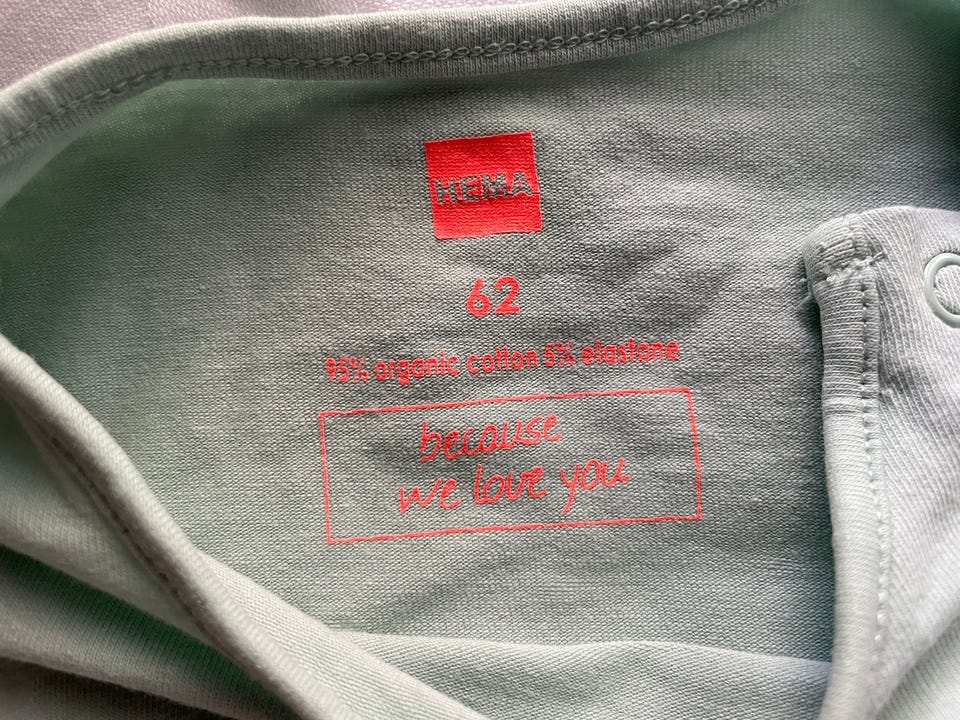 HEMA
62
95% organic cotton 5% elastane
because
we love you